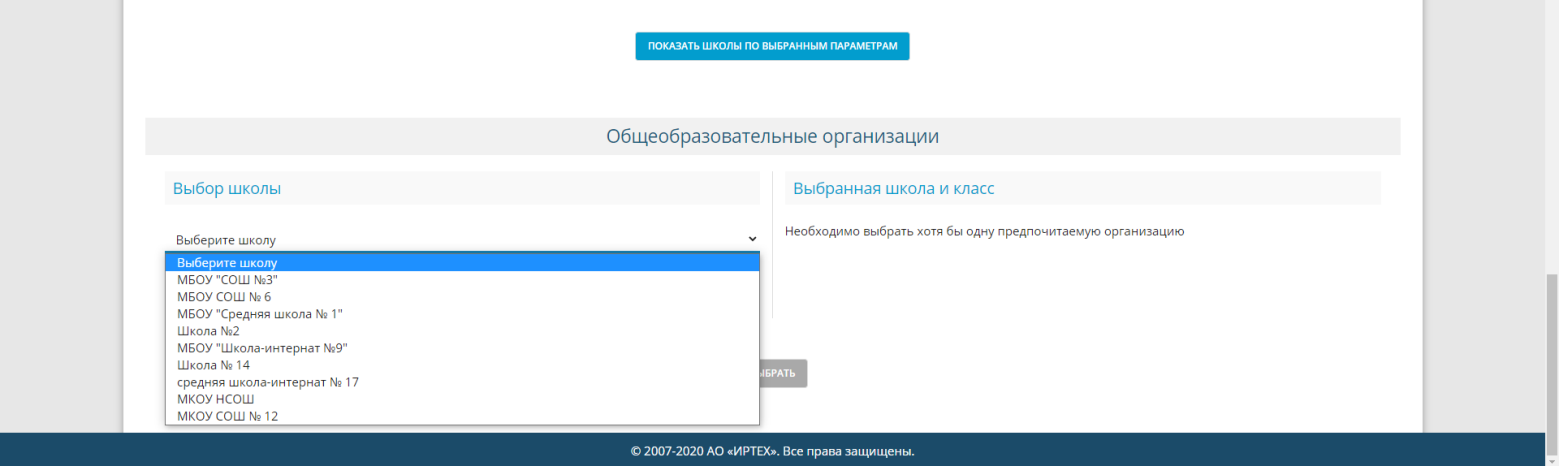 ПОКАЗАТЬ ШКОЛЫ ПО ВЫБРАННЫМ ПАРАМЕТРАМ
Общеобразовательные организации
Выбор школы
Выберите школу
Выберите школу
МБОУ "СОШ №3"
МБОУ СОШ № 6
МБОУ "Средняя школа № 1"
Школа №2
МБОУ "Школа-интернат №9"
Школа № 14
средняя школа-интернат № 17
МКОУ НСОШ
МКОУ СОШ № 12
Выбранная школа и класс
Необходимо выбрать хотя бы одну предпочитаемую организацию
© 2007-2020 АО «ИРТЕХ». Все права защищены.